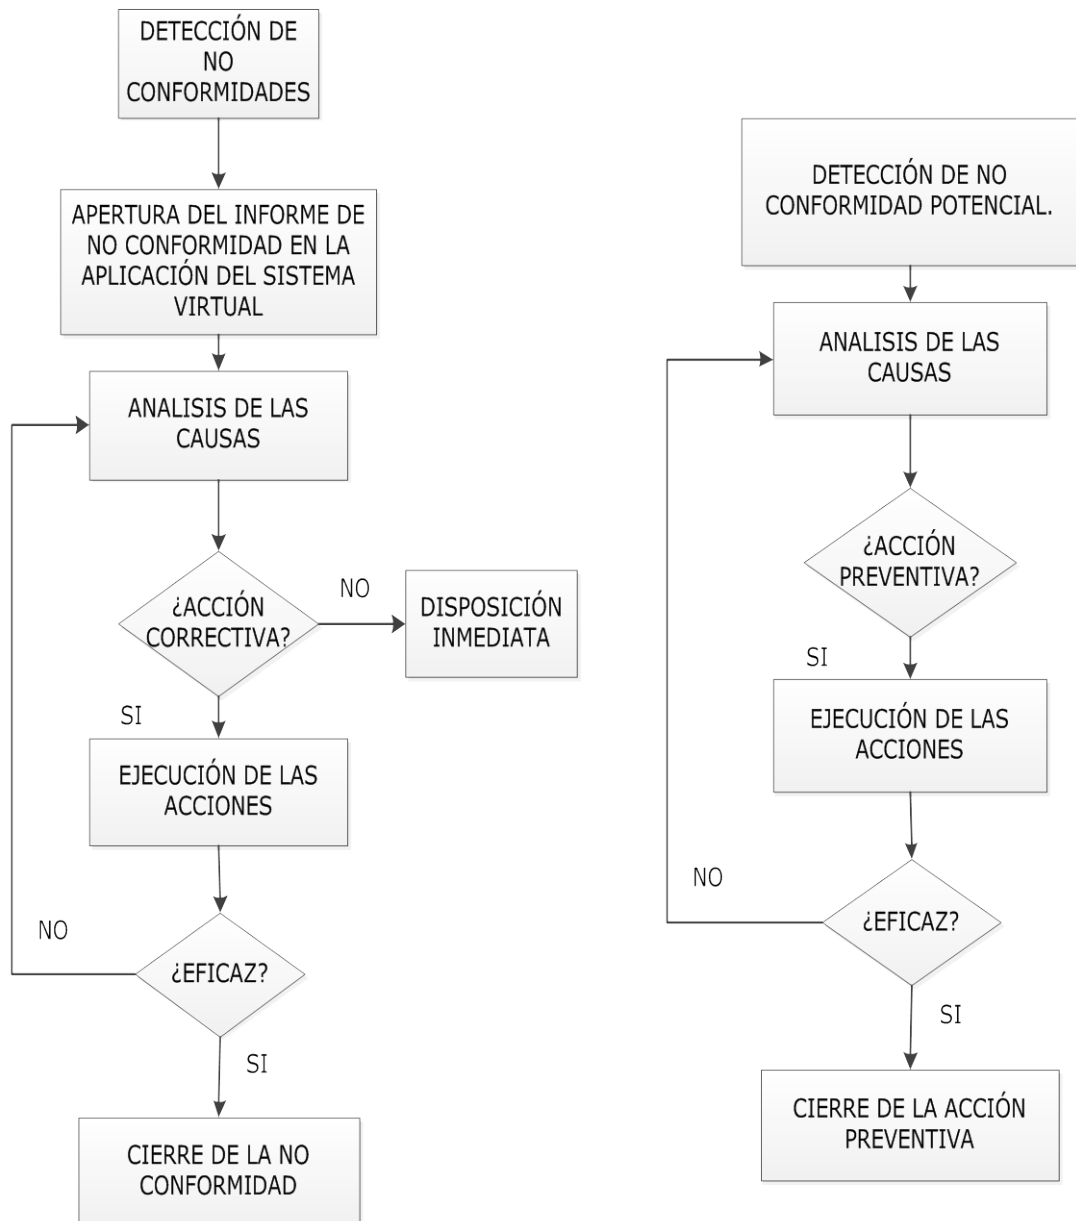 DETECCIÓN DE
NO
CONFORMIDADES
APERTURA DEL INFORME DE
NO CONFORMIDAD EN LA
APLICACIÓN DEL SISTEMA
VIRTUAL
ANALISIS DE LAS
CAUSAS
¿ACCIÓN
CORRECTIVA?
NO
DISPOSICIÓN
INMEDIATA
SI
EJECUCIÓN DE LAS
ACCIONES
NO
¿EFICAZ?
SI
CIERRE DE LA NO
CONFORMIDAD
DETECCIÓN DE NO
CONFORMIDAD POTENCIAL.
ANALISIS DE LAS
CAUSAS
¿ACCIÓN
PREVENTIVA?
SI
EJECUCIÓN DE LAS
ACCIONES
NO
¿EFICAZ?
SI
CIERRE DE LA ACCIÓN
PREVENTIVA